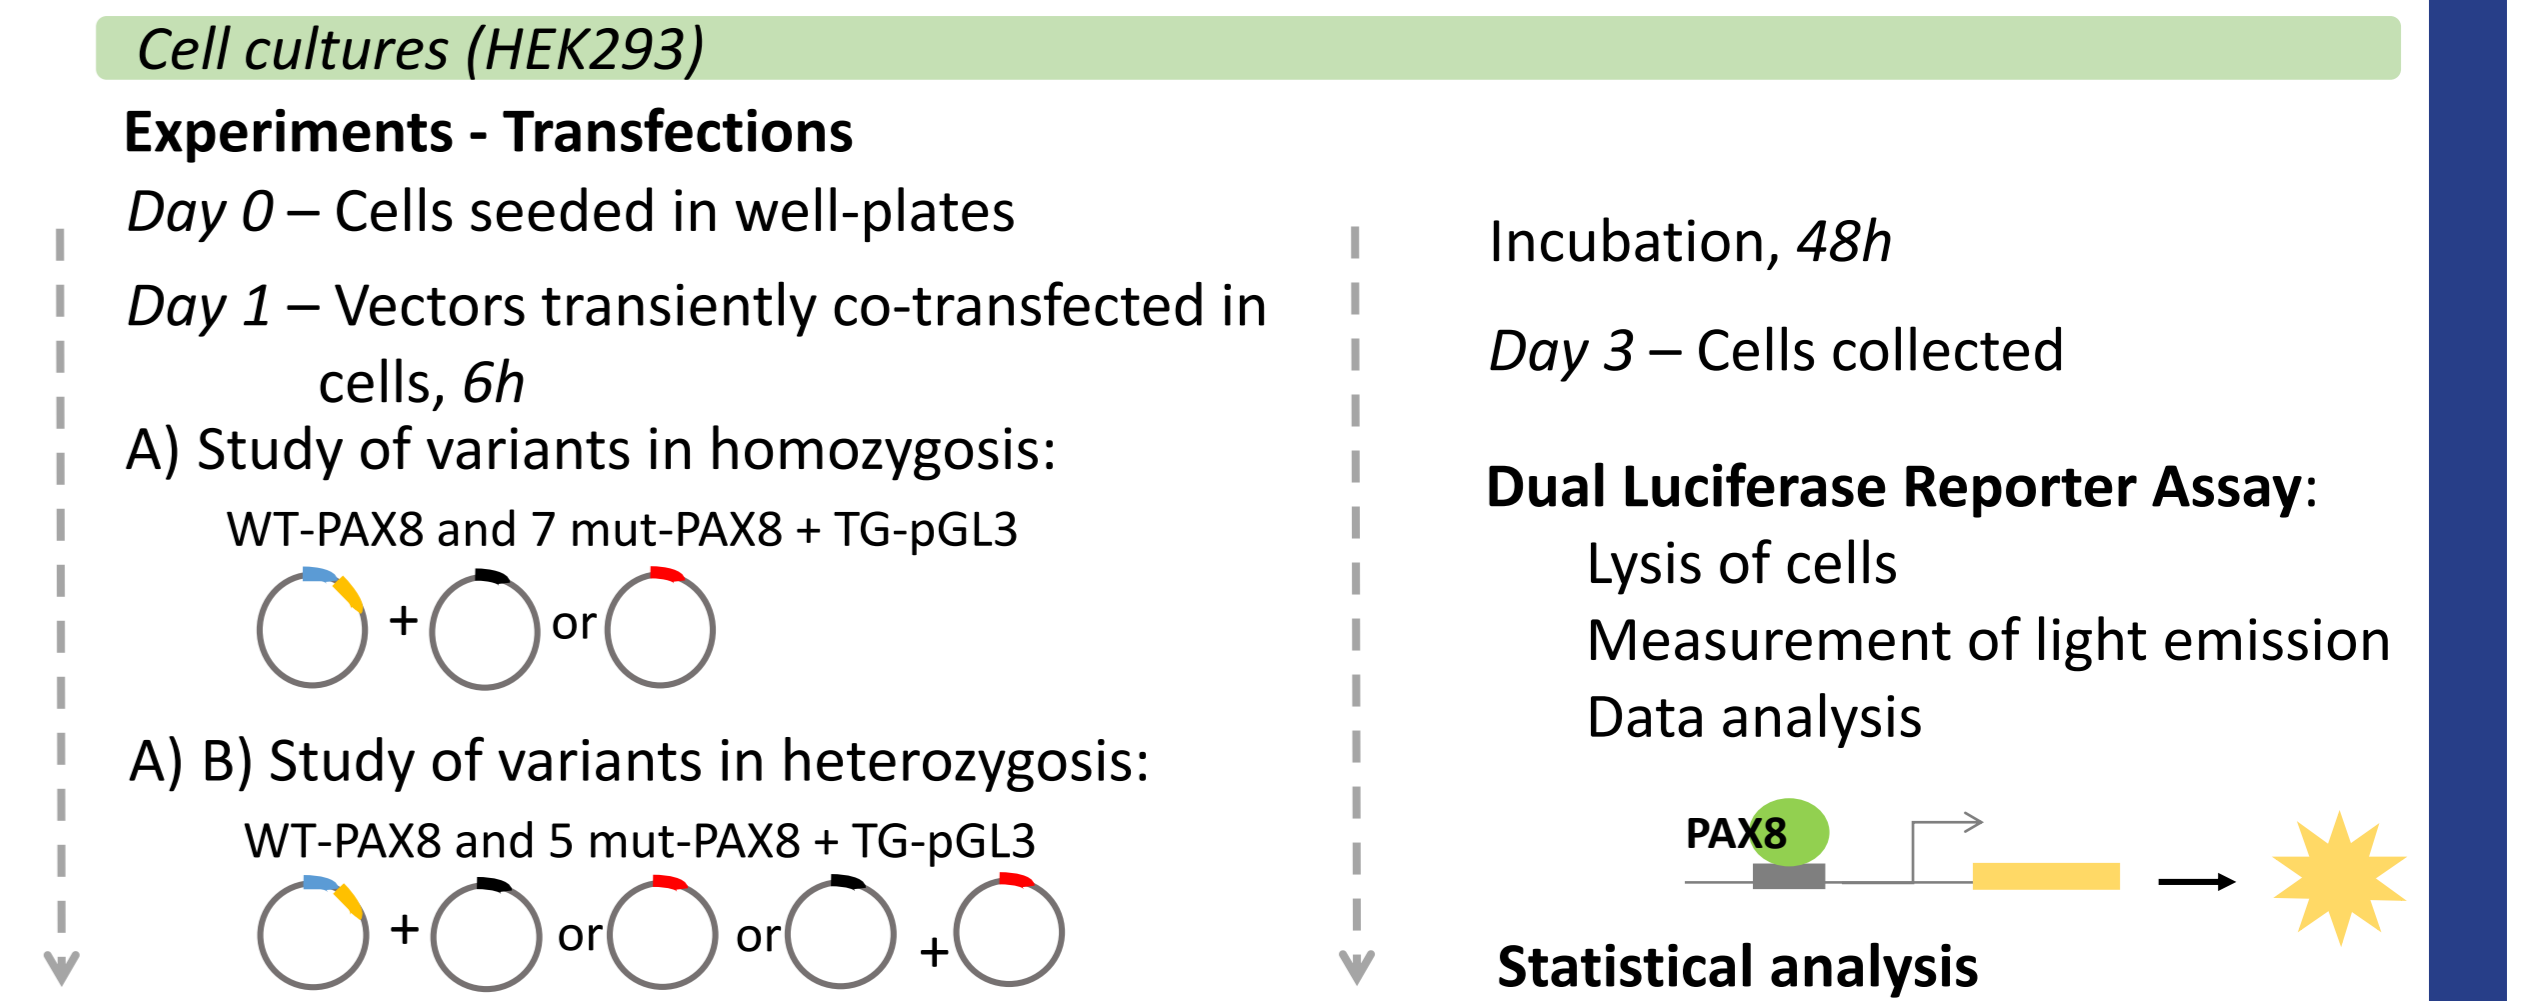 Cell cultures (HEK293)
Experiments - Transfections
Day 0 – Cells seeded in well-plates
Day 1 – Vectors transiently co-transfected in
cells, 6h
A) Study of variants in homozygosis:
WT-PAX8 and 7 mut-PAX8 + TG-pGL3
+ or
A) B) Study of variants in heterozygosis:
WT-PAX8 and 5 mut-PAX8 + TG-pGL3
+ or or +
Incubation, 48h
Day 3 – Cells collected
Dual Luciferase Reporter Assay:
Lysis of cells
Measurement of light emission
Data analysis
PAX8
Statistical analysis